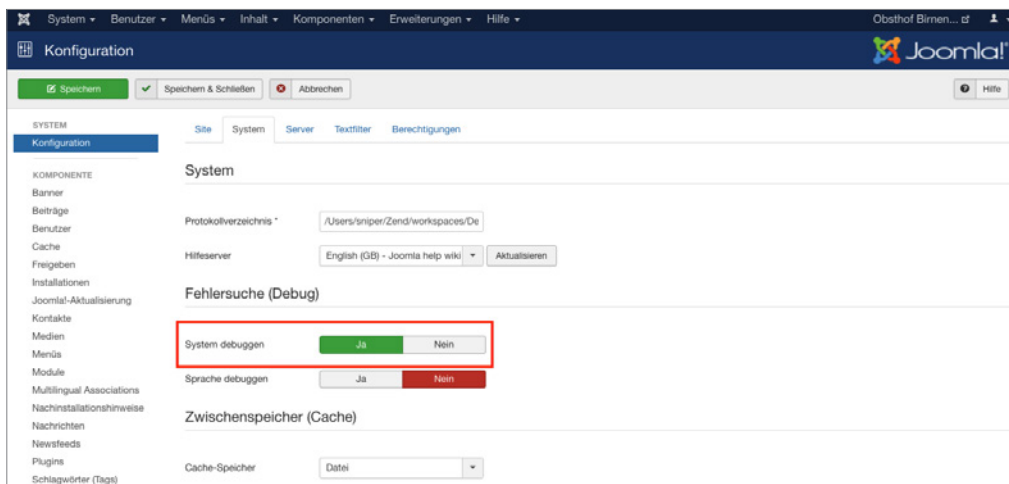 System Benutzer Menüs Inhalt Komponenten Erweiterungen Hilfe Obsthof Birnen...
Konfiguration Joomla!
Speichern Speichern & Schließen Abbrechen Hilfe
SYSTEM
Konfiguration
KOMPONENTE
Banner
Beiträge
Benutzer
Cache
Freigeben
Installationen
Joomla!-Aktualisierung
Kontakte
Medien
Menüs
Module
Multilingual Associations
Nachinstallationshinweise
Nachrichten
Newsfeeds
Plugins
Schlagwörter (Tags)
Site System Server Textfilter Berechtigungen
System
Protokollverzeichnis * /Users/sniper/Zend/workspaces/De
Hilfeserver English (GB) - Joomla help wiki Aktualisieren
Fehlersuche (Debug)
System debuggen Ja Nein
Sprache debuggen Ja Nein
Zwischenspeicher (Cache)
Cache-Speicher Datei